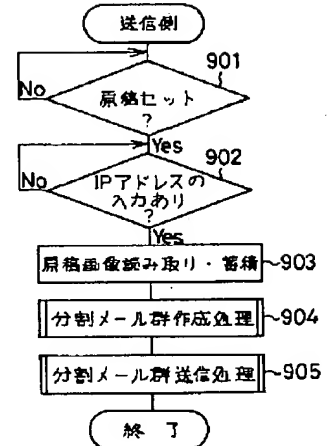 送信側
901
原稿セット
?
No
Yes
902
IPアドレスの
入力あり
?
No
Yes
原稿画像読み取り・蓄積
903
分割メール群作成処理
904
分割メール群送信処理
905
終了